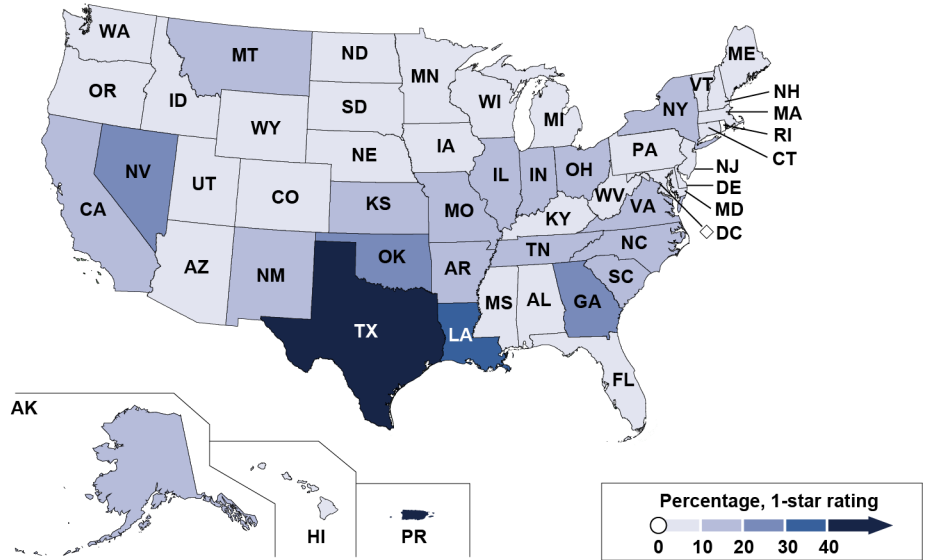 WA
MT
ND
MN
ME
VT
OR
ID
SD
WI
MI
NY
NH
MA
RI
CT
WY
IA
NE
PA
NJ
DE
MD
DC
NV
UT
CO
IL
IN
OH
WV
VA
CA
KS
MO
KY
AZ
NM
OK
AR
TN
NC
SC
TX
LA
MS
AL
GA
FL
AK
HI
PR
Percentage, 1-star rating
0 10 20 30 40